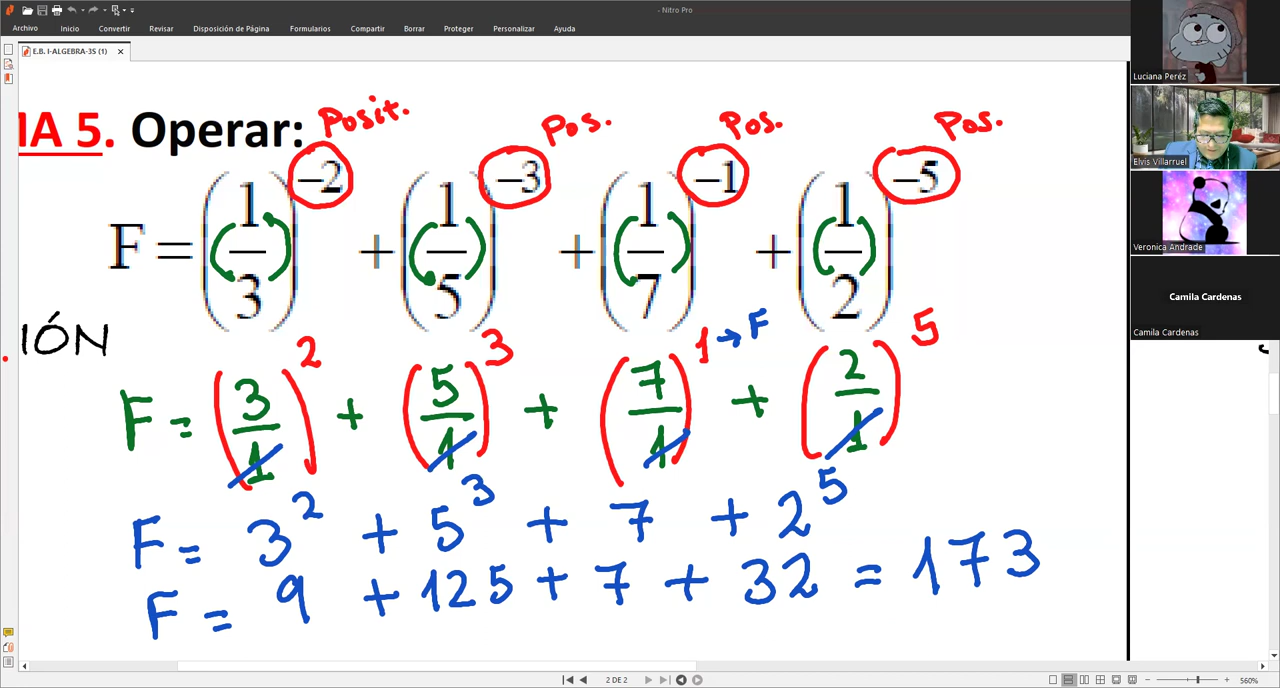 - Nitro Pro
Archivo Inicio Convertir Revisar Disposición de Página Formularios Compartir Borrar Proteger Personalizar Ayuda
E.B. I-ALGEBRA-3S (1)
Luciana Peréz
Elvis Villarruel
Veronica Andrade
Camila Cardenas
Camila Cardenas
Posit. Pos. Pos. Pos.
MA 5. Operar:
F = (1/3)^-2 + (1/5)^-3 + (1/7)^-1 + (1/2)^-5
IÓN
F = (3/1)^2 + (5/1)^3 + (7/1)^1 → F + (2/1)^5
F = 3^2 + 5^3 + 7 + 2^5
F = 9 + 125 + 7 + 32 = 173
2 DE 2
560%